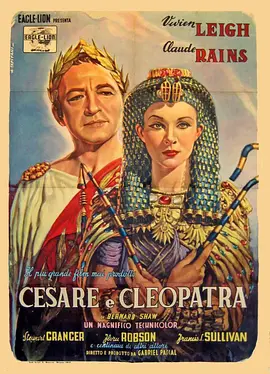 EAGLE-LION
PRESENTA
EAGLE-LION
Vivien
LEIGH
Claude
RAINS
Il più grande film mai prodotto
CESARE e CLEOPATRA
DI BERNARD SHAW
UN MAGNIFICO TECHNICOLOR
Stewart GRANGER Flora ROBSON Francis SULLIVAN
e centinaia di altri attori
DIRETTO E PRODOTTO DA GABRIEL PASCAL